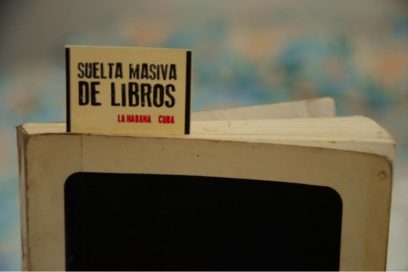 SUELTA MASIVA
DE LIBROS
LA HABANA CUBA